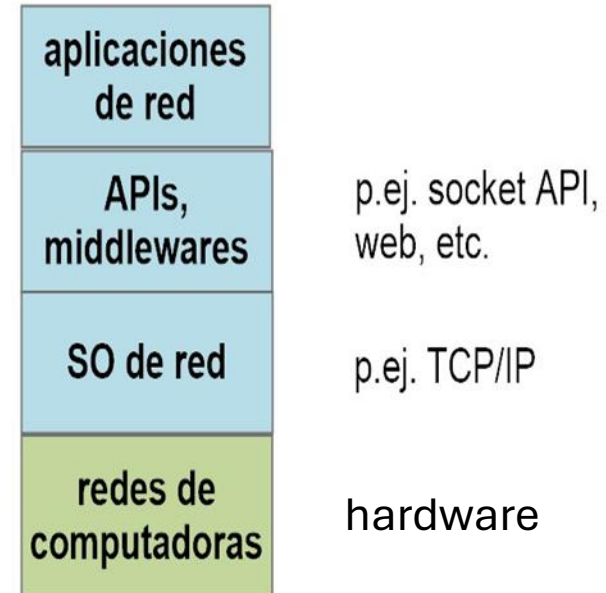 aplicaciones
de red
APIs,
middlewares
p.ej. socket API,
web, etc.
SO de red
p.ej. TCP/IP
redes de
computadoras
hardware